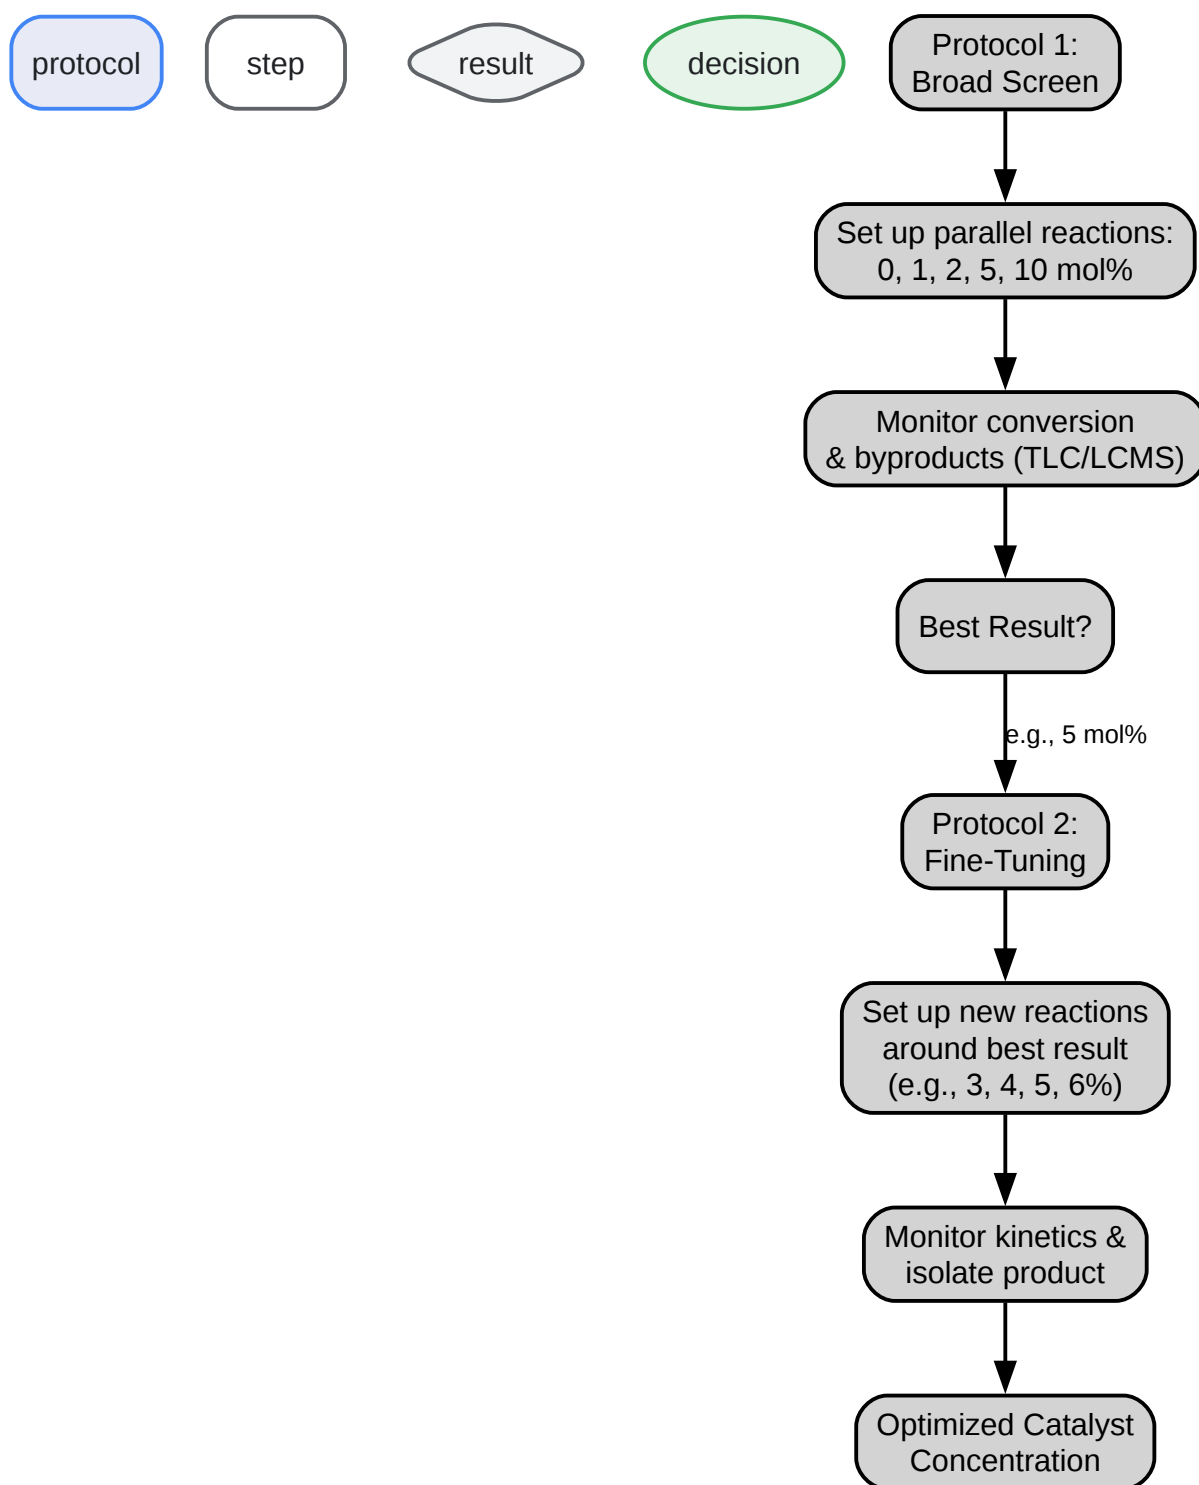 protocol
step
result
decision
Protocol 1:
Broad Screen
Set up parallel reactions:
0, 1, 2, 5, 10 mol%
Monitor conversion
& byproducts (TLC/LCMS)
Best Result?
e.g., 5 mol%
Protocol 2:
Fine-Tuning
Set up new reactions
around best result
(e.g., 3, 4, 5, 6%)
Monitor kinetics &
isolate product
Optimized Catalyst
Concentration